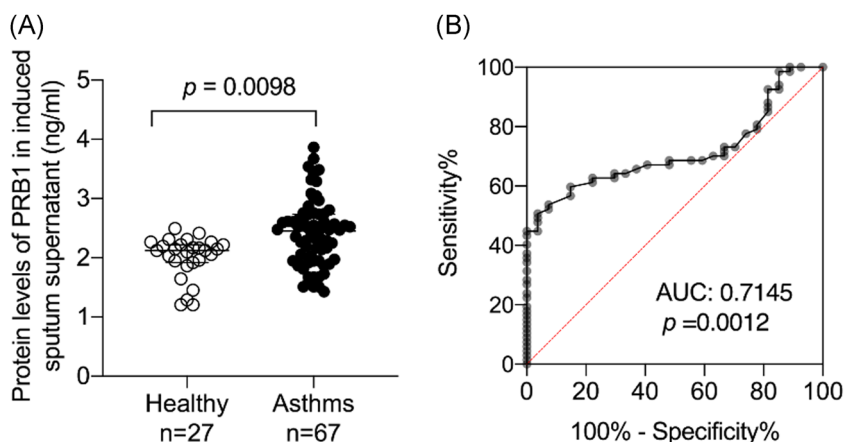 (A)
Protein levels of PRB1 in induced
sputum supernatant (ng/ml)
5
4
3
2
1
0
p = 0.0098
Healthy
n=27
Asthms
n=67
(B)
Sensitivity%
100
80
60
40
20
0
AUC: 0.7145
p =0.0012
0 20 40 60 80 100
100% - Specificity%